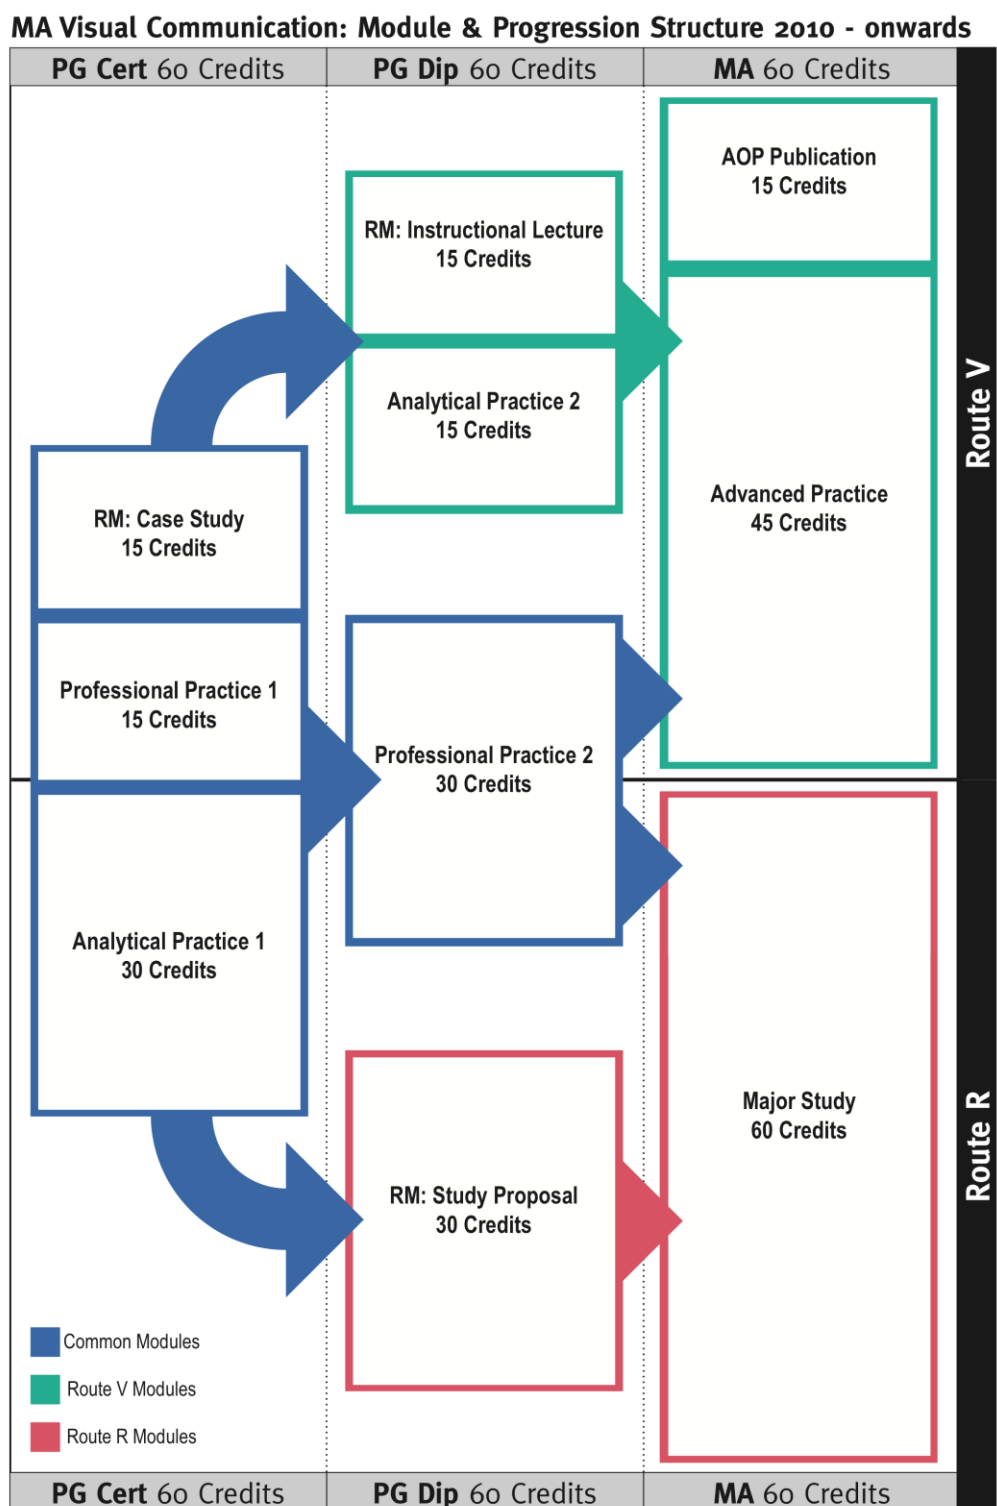 MA Visual Communication: Module & Progression Structure 2010 - onwards
PG Cert 60 Credits
PG Dip 60 Credits
MA 60 Credits
RM: Case Study
15 Credits
Professional Practice 1
15 Credits
Analytical Practice 1
30 Credits
RM: Instructional Lecture
15 Credits
Analytical Practice 2
15 Credits
Professional Practice 2
30 Credits
RM: Study Proposal
30 Credits
AOP Publication
15 Credits
Advanced Practice
45 Credits
Major Study
60 Credits
Route V
Route R
Common Modules
Route V Modules
Route R Modules
PG Cert 60 Credits
PG Dip 60 Credits
MA 60 Credits